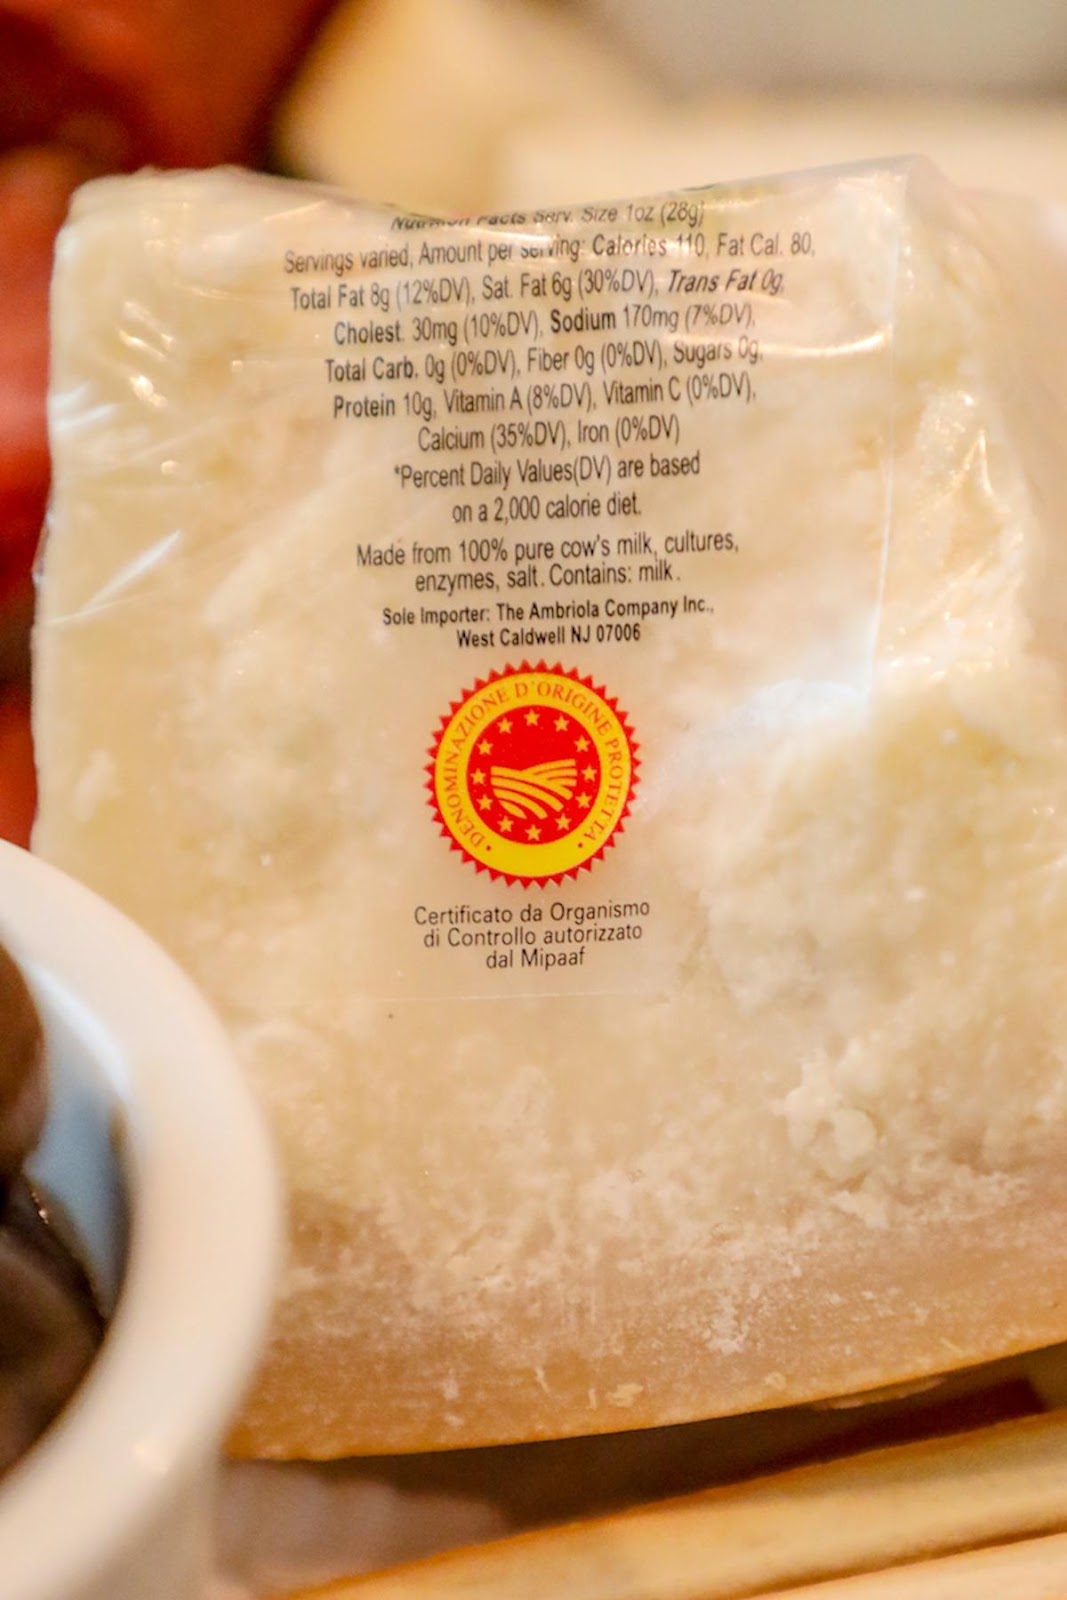 Nutrition Facts Serv. Size 1oz (28g)
Servings varied, Amount per serving: Calories 110, Fat Cal. 80,
Total Fat 8g (12%DV), Sat. Fat 6g (30%DV), Trans Fat 0g,
Cholest. 30mg (10%DV), Sodium 170mg (7%DV),
Total Carb. 0g (0%DV), Fiber 0g (0%DV), Sugars 0g,
Protein 10g, Vitamin A (8%DV), Vitamin C (0%DV),
Calcium (35%DV), Iron (0%DV)
*Percent Daily Values(DV) are based
on a 2,000 calorie diet.
Made from 100% pure cow's milk, cultures,
enzymes, salt. Contains: milk.
Sole Importer: The Ambriola Company Inc.,
West Caldwell NJ 07006
• DENOMINAZIONE D'ORIGINE PROTETTA •
Certificato da Organismo
di Controllo autorizzato
dal Mipaaf